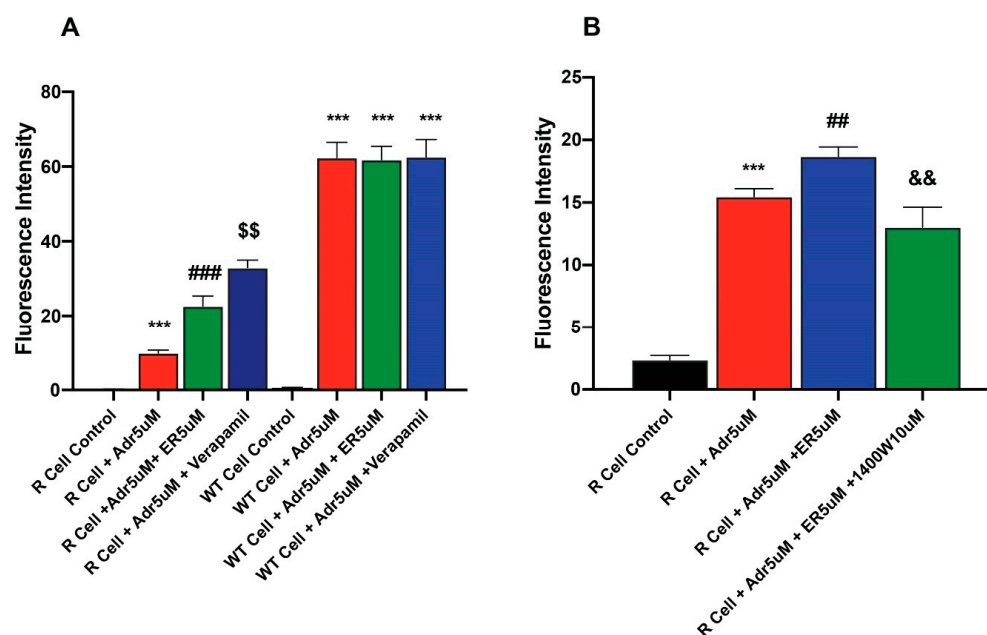 A
Fluorescence Intensity
80
60
40
20
0
***
###
$$
***
***
***
R Cell Control
R Cell + Adr5uM
R Cell +Adr5uM+ ER5uM
R Cell + Adr5uM + Verapamil
WT Cell Control
WT Cell + Adr5uM
WT Cell + Adr5uM + ER5uM
WT Cell + Adr5uM +Verapamil
B
Fluorescence Intensity
25
20
15
10
5
0
***
##
&&
R Cell Control
R Cell + Adr5uM
R Cell + Adr5uM +ER5uM
R Cell + Adr5uM + ER5uM +1400W10uM